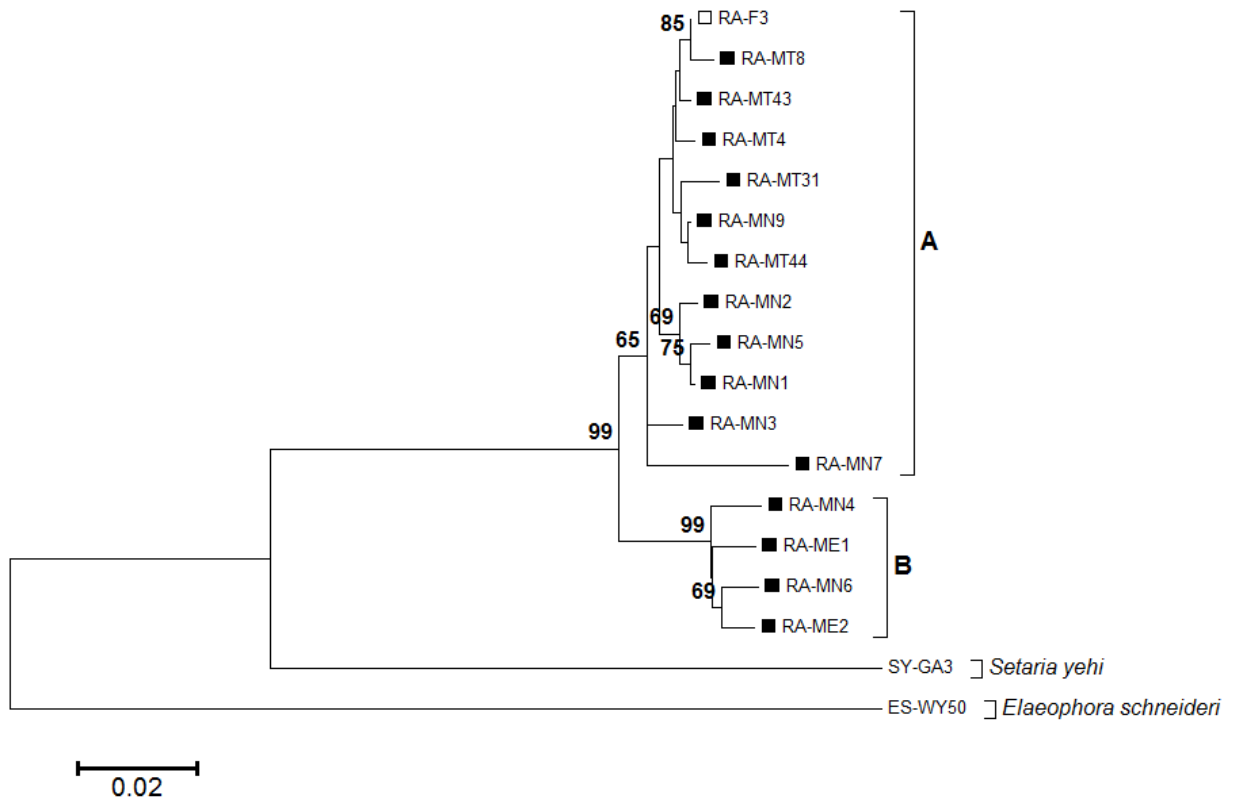 85
RA-F3
RA-MT8
RA-MT43
RA-MT4
RA-MT31
RA-MN9
RA-MT44
A
RA-MN2
69
RA-MN5
75
65
RA-MN1
RA-MN3
99
RA-MN7
RA-MN4
99
RA-ME1
B
RA-MN6
69
RA-ME2
SY-GA3 Setaria yehi
ES-WY50 Elaeophora schneideri
0.02